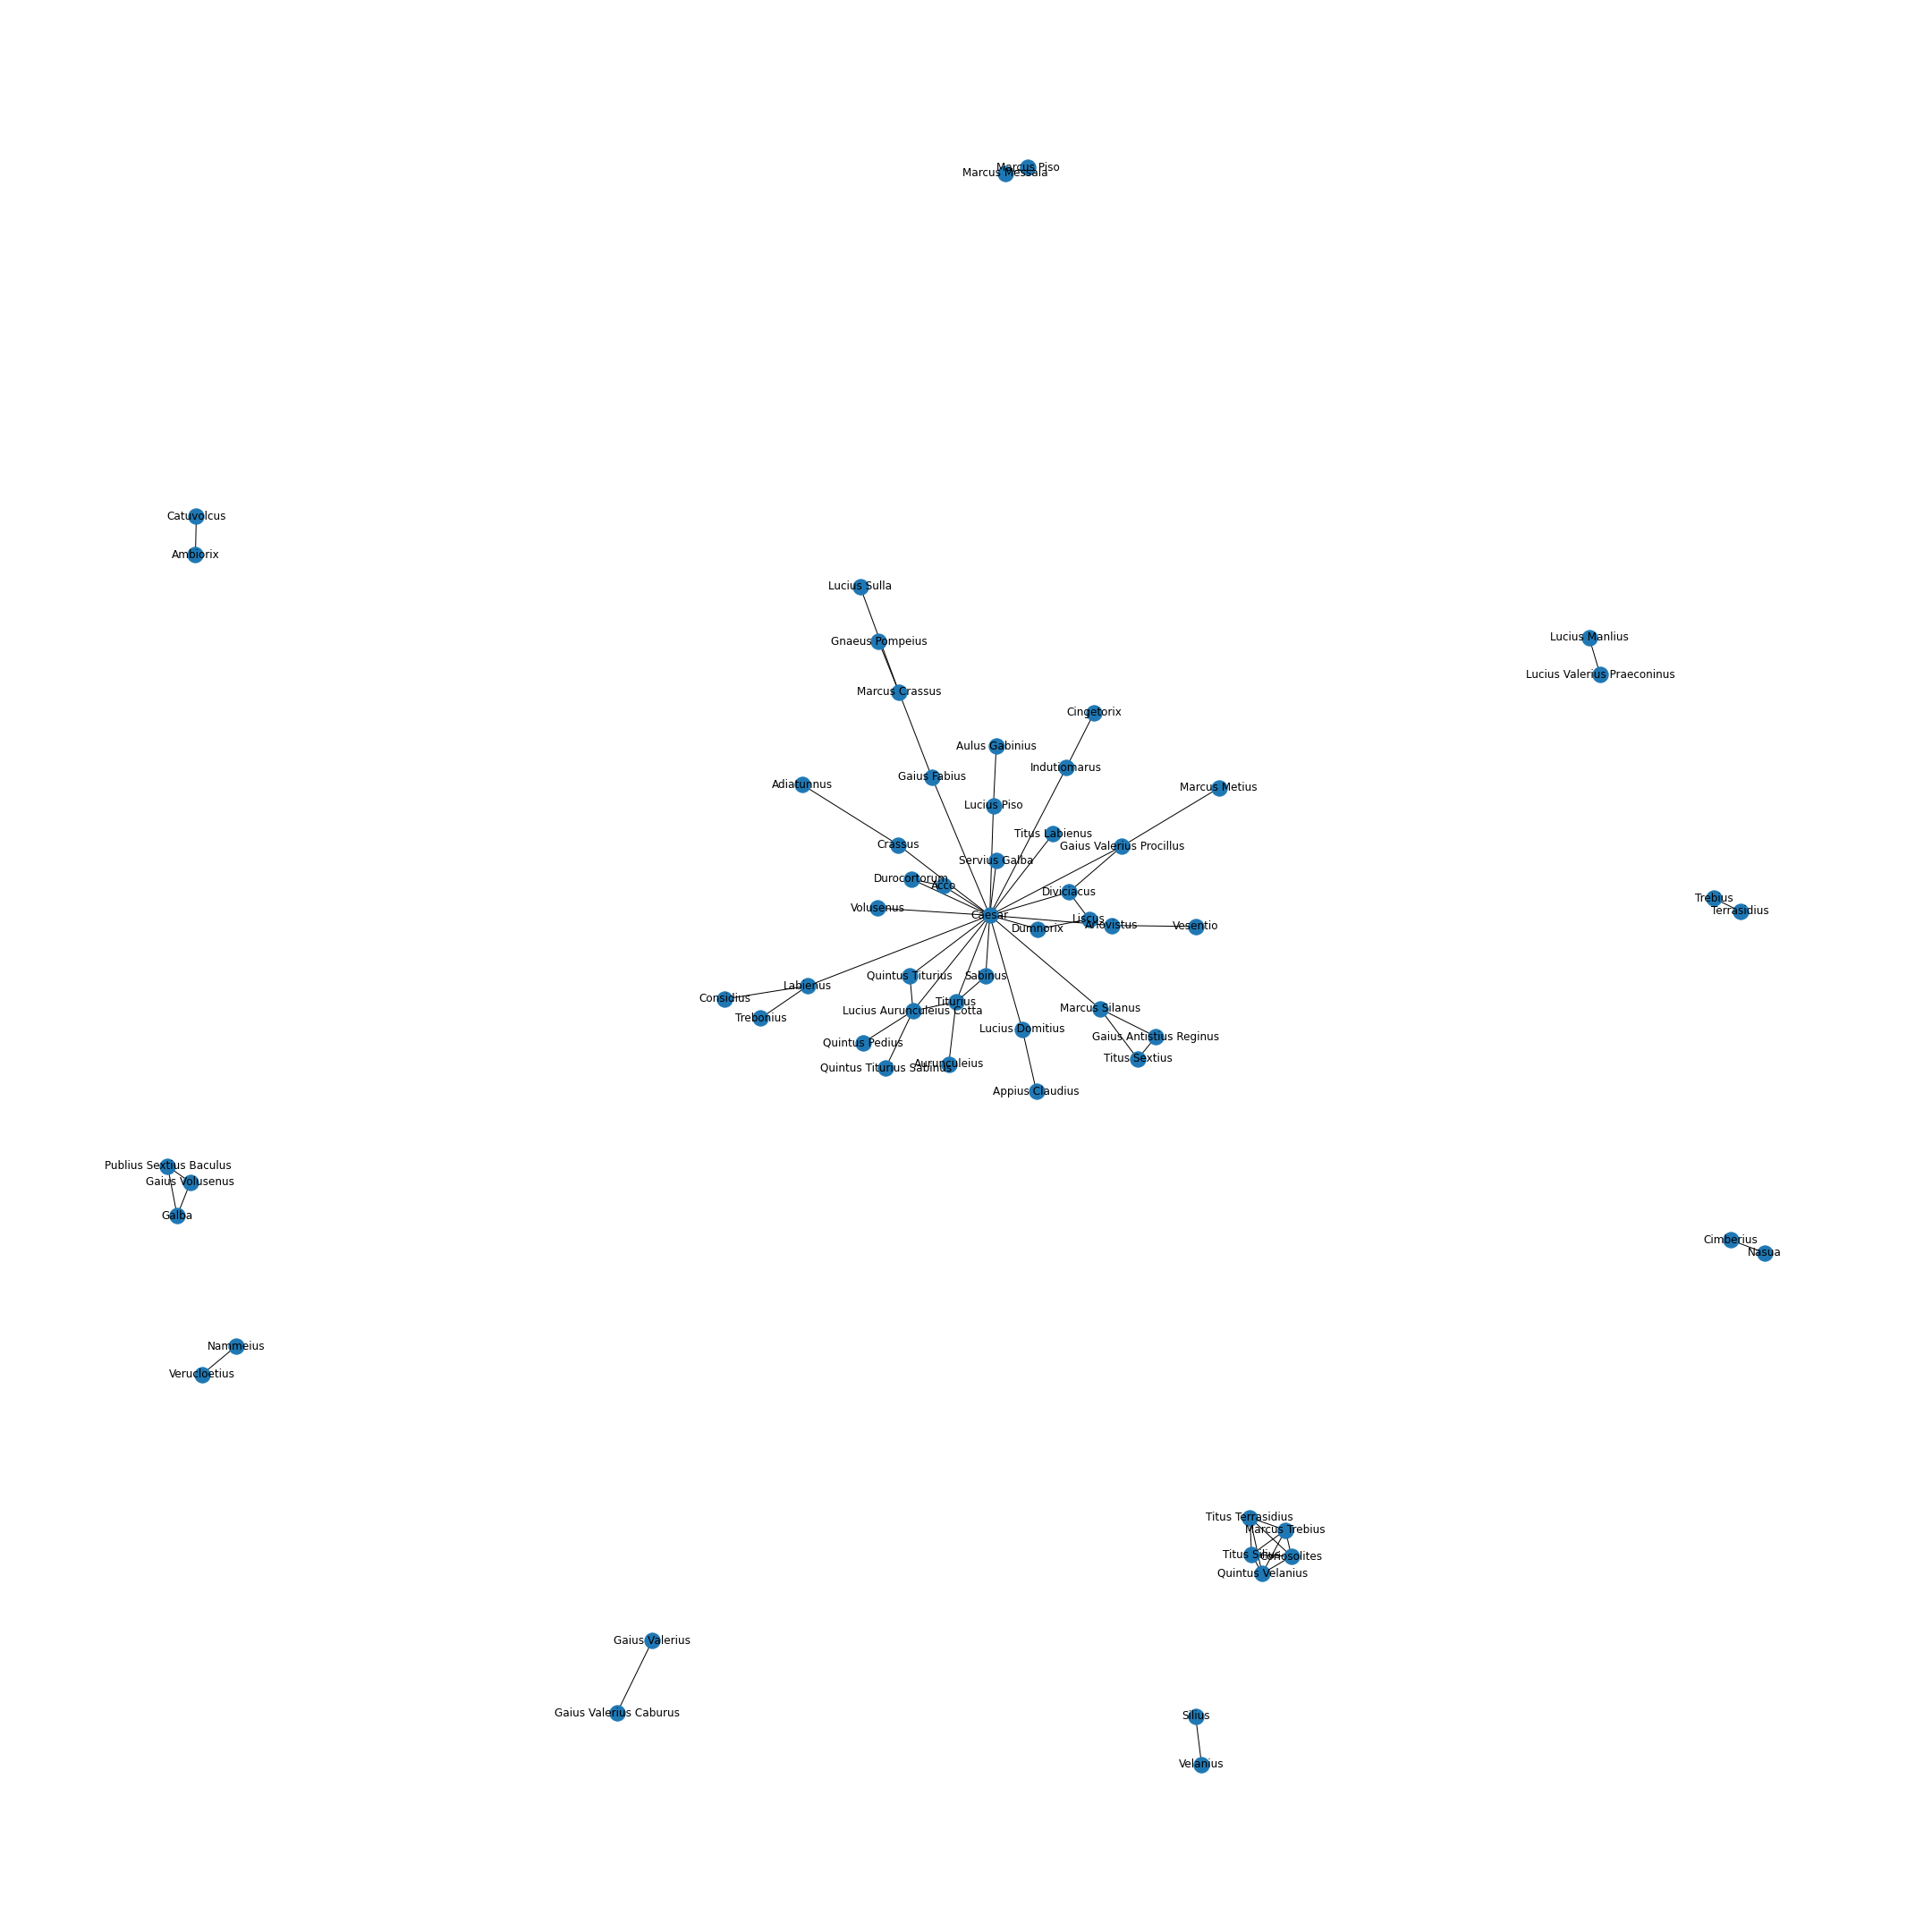 Marcus Piso
Marcus Messala
Catuvolcus
Ambiorix
Lucius Sulla
Gnaeus Pompeius
Marcus Crassus
Lucius Manlius
Lucius Valerius Praeconinus
Cingetorix
Aulus Gabinius
Indutiomarus
Gaius Fabius
Adiatunnus
Marcus Metius
Lucius Piso
Titus Labienus
Crassus
Gaius Valerius Procillus
Servius Galba
Durocortorum
Acco
Diviciacus
Trebius
Terrasidius
Volusenus
Caesar
Liscus
Ariovistus
Vesentio
Dumnorix
Quintus Titurius
Sabinus
Labienus
Considius
Titurius
Lucius Aurunculeius Cotta
Marcus Silanus
Trebonius
Lucius Domitius
Gaius Antistius Reginus
Quintus Pedius
Titus Sextius
Aurunculeius
Quintus Titurius Sabinus
Appius Claudius
Publius Sextius Baculus
Gaius Volusenus
Galba
Cimberius
Nasua
Nammeius
Verucloetius
Titus Terrasidius
Marcus Trebius
Titus Silius
Coriosolites
Quintus Velanius
Gaius Valerius
Gaius Valerius Caburus
Silius
Velanius